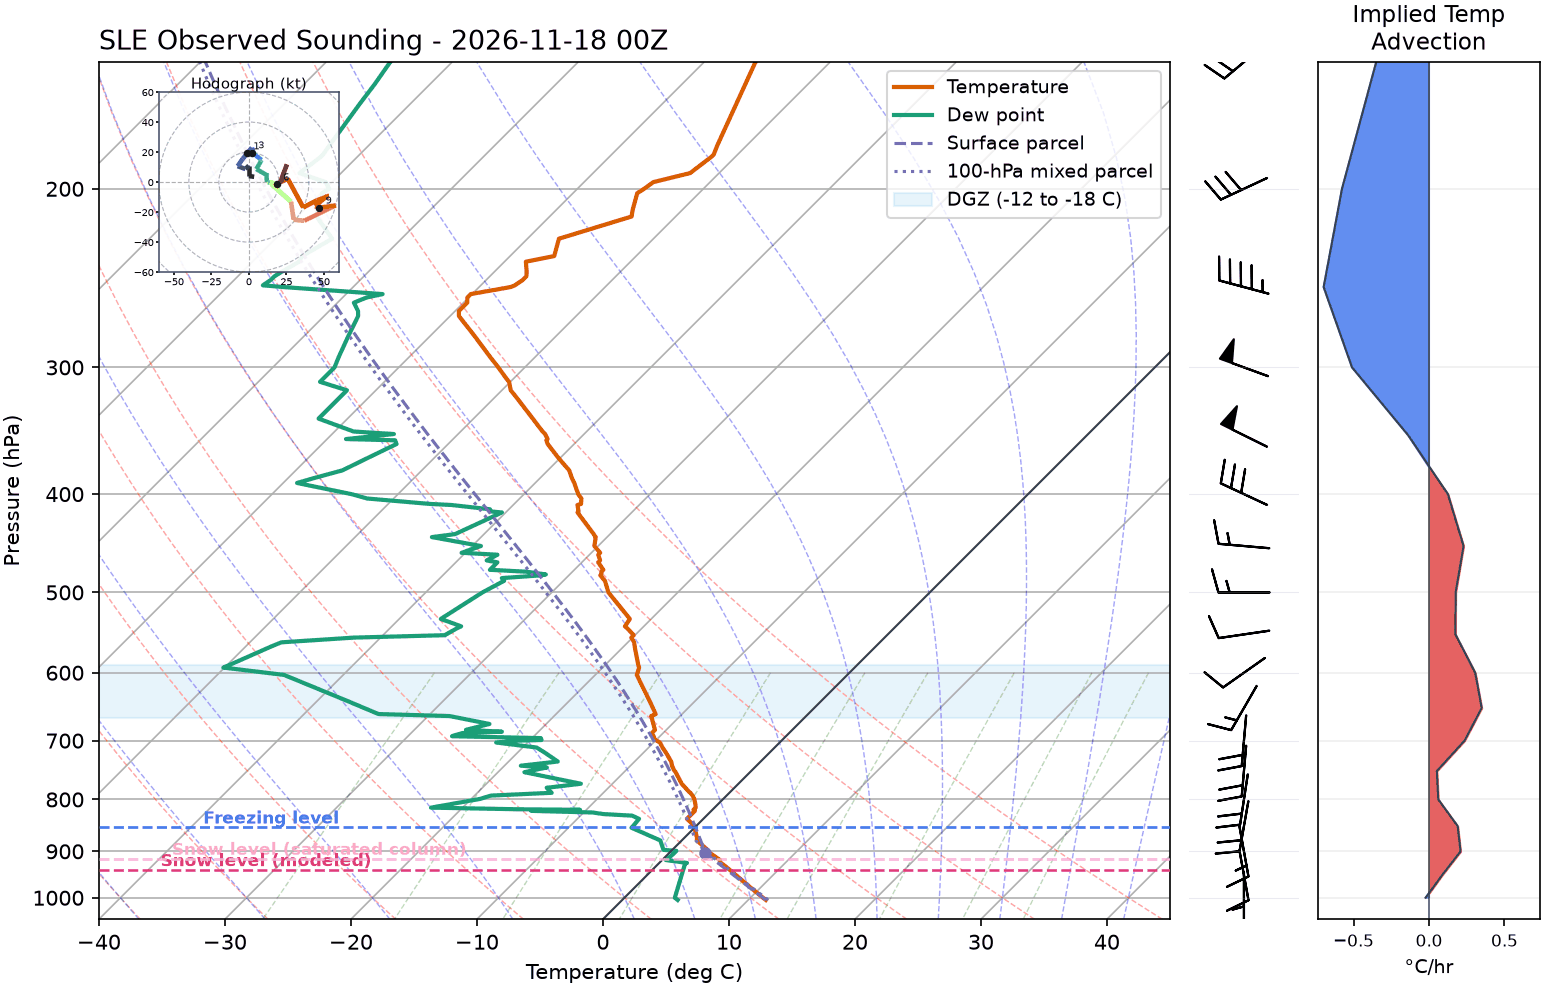 SLE Observed Sounding - 2026-11-18 00Z
Implied Temp
Advection
Hodograph (kt)
60
40
20
0
−20
−40
−60
−50
−25
0
25
50
13
6
9
Temperature
Dew point
Surface parcel
100-hPa mixed parcel
DGZ (-12 to -18 C)
Pressure (hPa)
200
300
400
500
600
700
800
900
1000
Freezing level
Snow level (saturated column)
Snow level (modeled)
−40
−30
−20
−10
0
10
20
30
40
Temperature (deg C)
−0.5
0.0
0.5
°C/hr